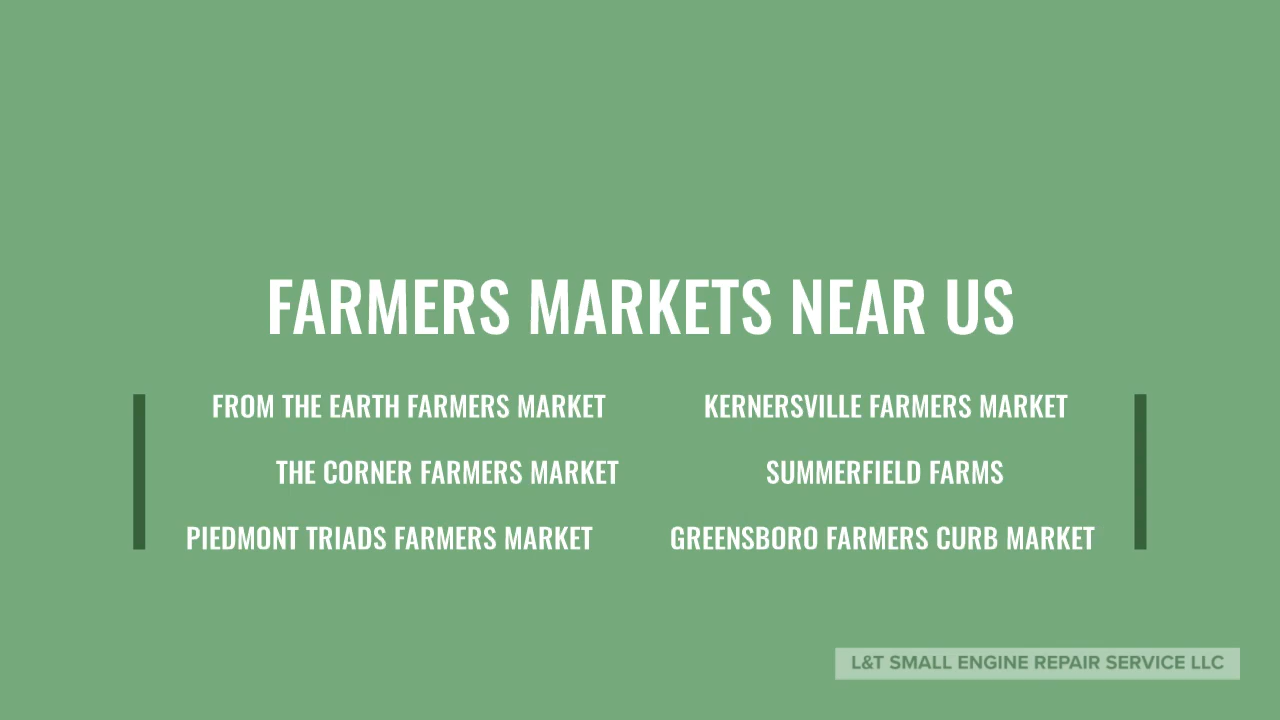 FARMERS MARKETS NEAR US
FROM THE EARTH FARMERS MARKET KERNERSVILLE FARMERS MARKET
THE CORNER FARMERS MARKET SUMMERFIELD FARMS
PIEDMONT TRIADS FARMERS MARKET GREENSBORO FARMERS CURB MARKET
L&T SMALL ENGINE REPAIR SERVICE LLC